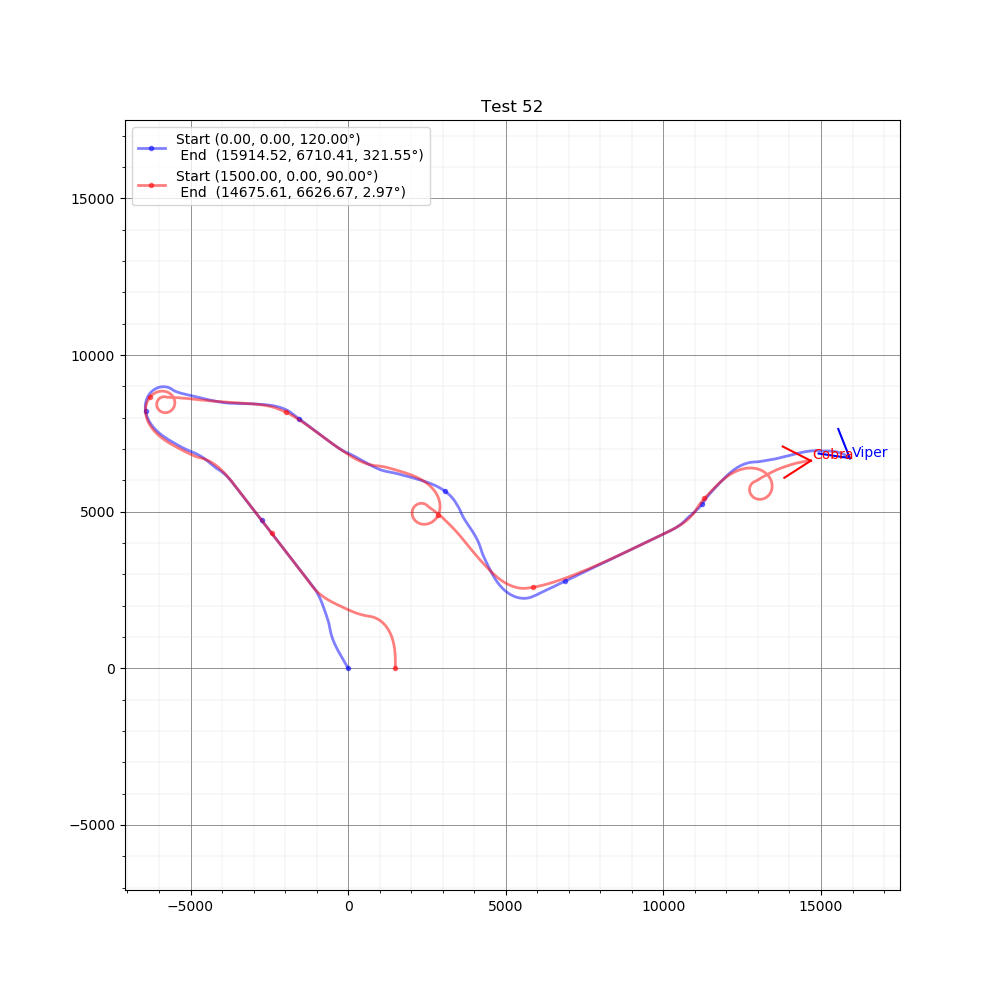 Test 52
Start (0.00, 0.00, 120.00°)
End  (15914.52, 6710.41, 321.55°)
Start (1500.00, 0.00, 90.00°)
End  (14675.61, 6626.67, 2.97°)
15000
10000
5000
0
−5000
Cobra
Viper
−5000
0
5000
10000
15000